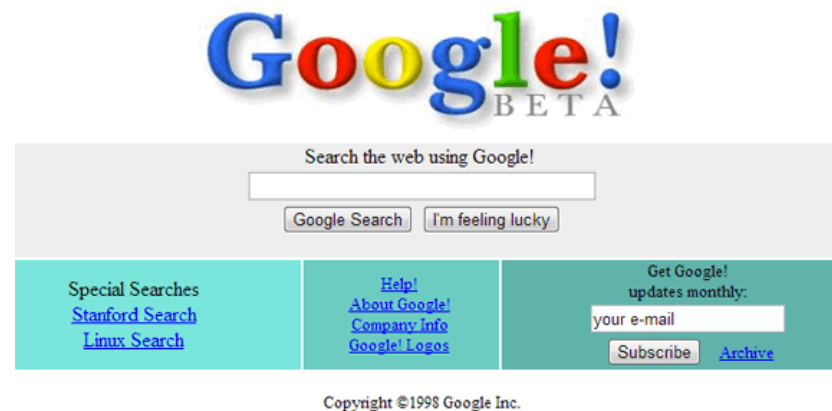 Google!
BETA
Search the web using Google!
Google Search I'm feeling lucky
Special Searches
Stanford Search
Linux Search
Help!
About Google!
Company Info
Google! Logos
Get Google!
updates monthly:
your e-mail
Subscribe Archive
Copyright ©1998 Google Inc.